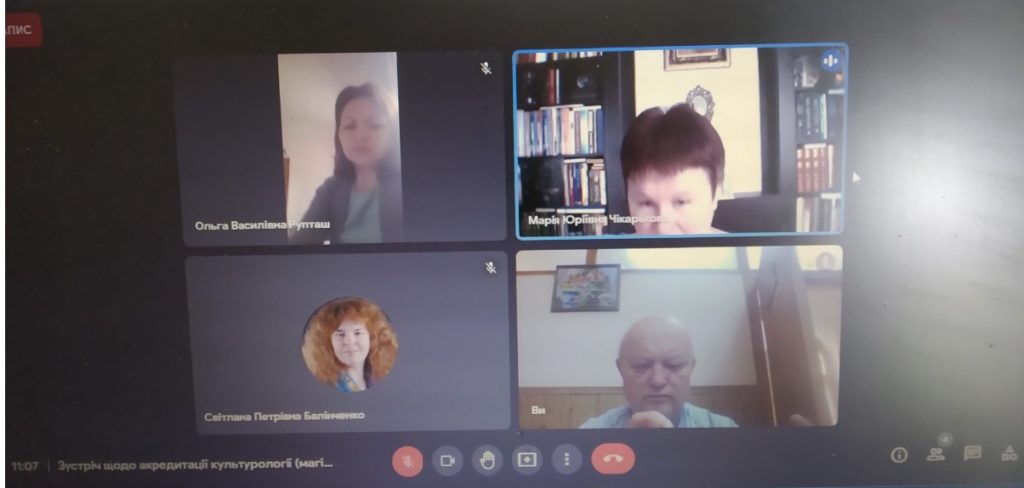 АПИС
Ольга Василівна Рупташ
Марія Юріївна Чікарькова
Світлана Петрівна Балінченко
Ви
4
11:07 | Зустріч щодо акредитації культурології (магі...